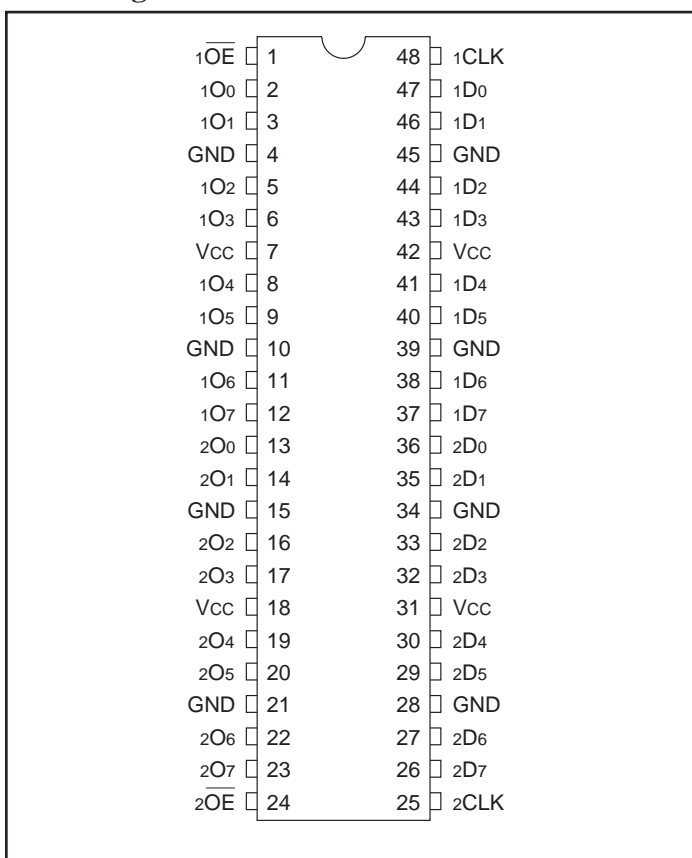 1OE 1 48 1CLK
1O0 2 47 1D0
1O1 3 46 1D1
GND 4 45 GND
1O2 5 44 1D2
1O3 6 43 1D3
VCC 7 42 VCC
1O4 8 41 1D4
1O5 9 40 1D5
GND 10 39 GND
1O6 11 38 1D6
1O7 12 37 1D7
2O0 13 36 2D0
2O1 14 35 2D1
GND 15 34 GND
2O2 16 33 2D2
2O3 17 32 2D3
VCC 18 31 VCC
2O4 19 30 2D4
2O5 20 29 2D5
GND 21 28 GND
2O6 22 27 2D6
2O7 23 26 2D7
2OE 24 25 2CLK